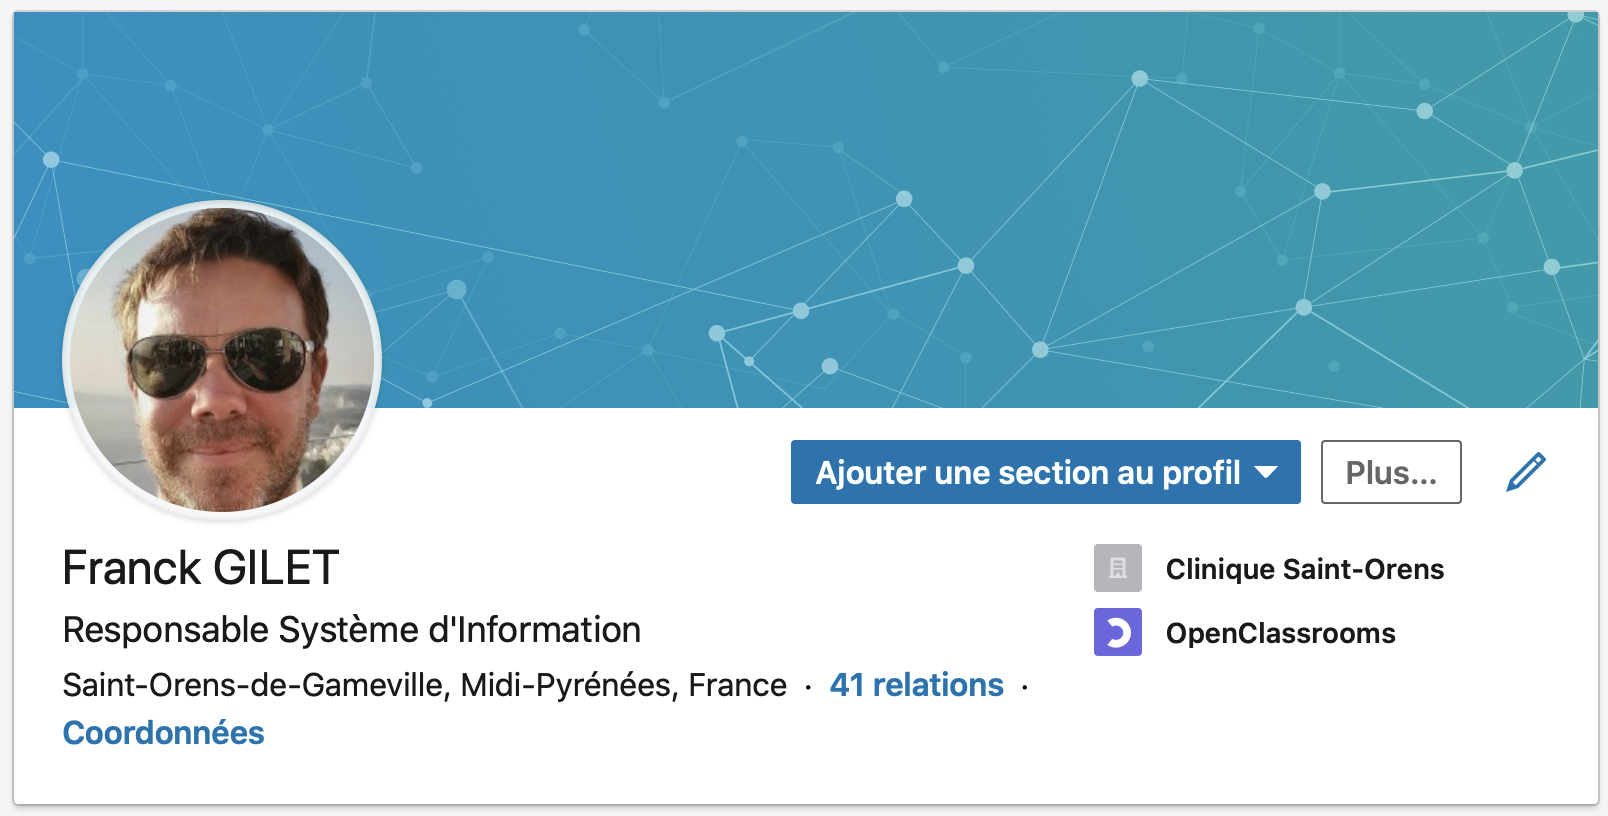 Ajouter une section au profil
Plus...
Franck GILET
Responsable Système d'Information
Saint-Orens-de-Gameville, Midi-Pyrénées, France · 41 relations ·
Coordonnées
Clinique Saint-Orens
OpenClassrooms